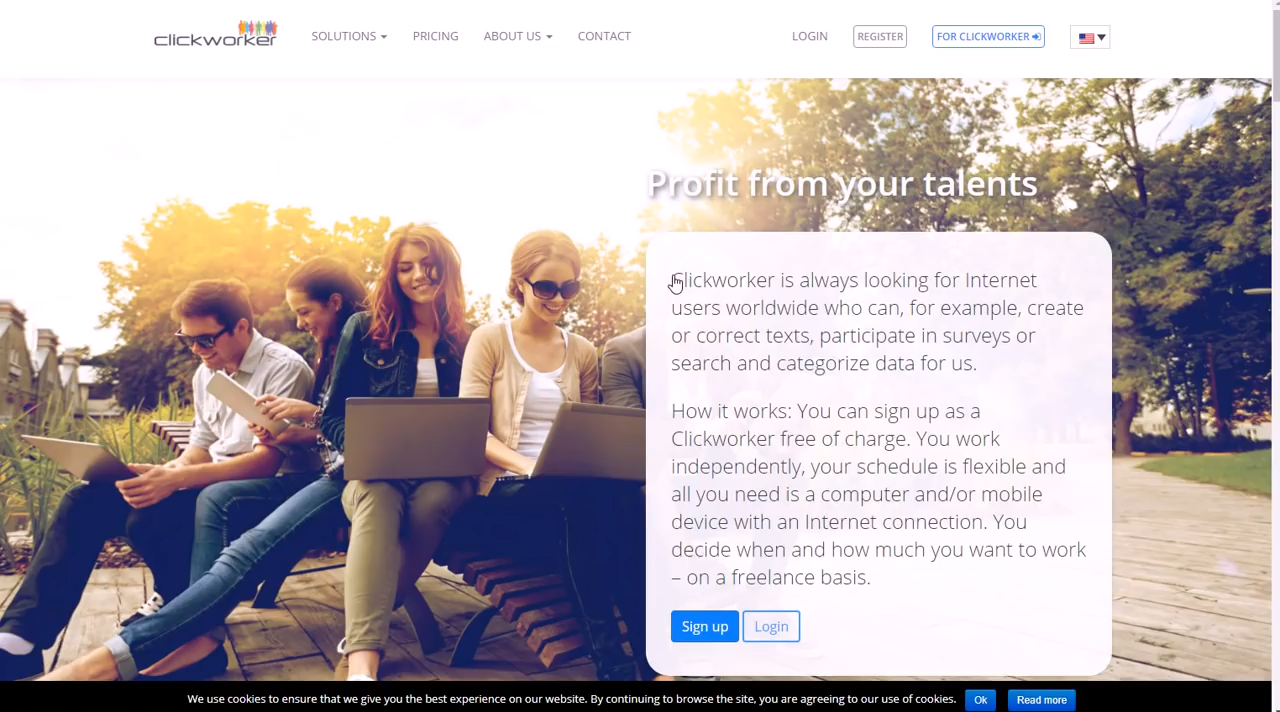 clickworker
SOLUTIONS PRICING ABOUT US CONTACT LOGIN REGISTER FOR CLICKWORKER
Profit from your talents
Clickworker is always looking for Internet
users worldwide who can, for example, create
or correct texts, participate in surveys or
search and categorize data for us.
How it works: You can sign up as a
Clickworker free of charge. You work
independently, your schedule is flexible and
all you need is a computer and/or mobile
device with an Internet connection. You
decide when and how much you want to work
– on a freelance basis.
Sign up Login
We use cookies to ensure that we give you the best experience on our website. By continuing to browse the site, you are agreeing to our use of cookies. Ok Read more